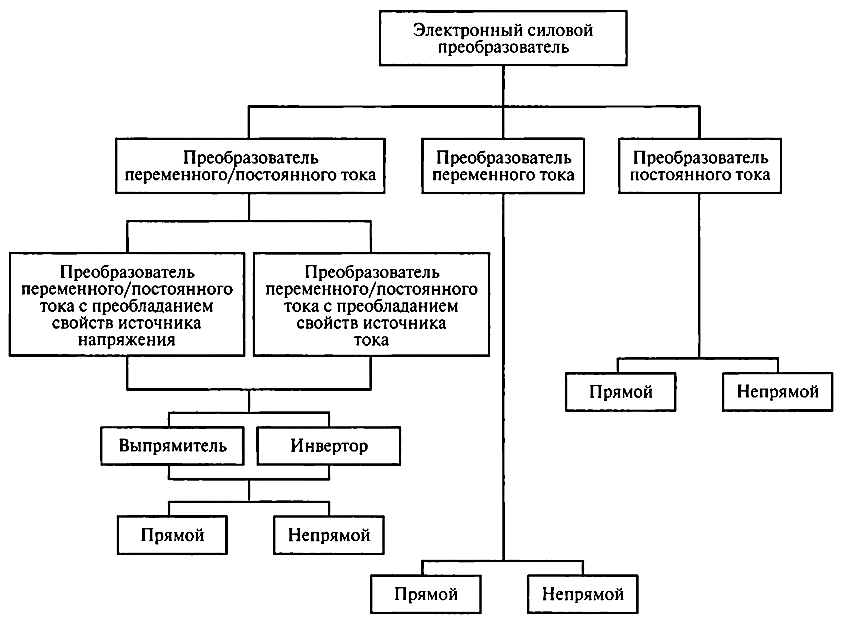 Электронный силовой
преобразователь
Преобразователь
переменного/постоянного тока
Преобразователь
переменного тока
Преобразователь
постоянного тока
Преобразователь
переменного/постоянного
тока с преобладанием
свойств источника
напряжения
Преобразователь
переменного/постоянного
тока с преобладанием
свойств источника
тока
Прямой
Непрямой
Выпрямитель
Инвертор
Прямой
Непрямой
Прямой
Непрямой